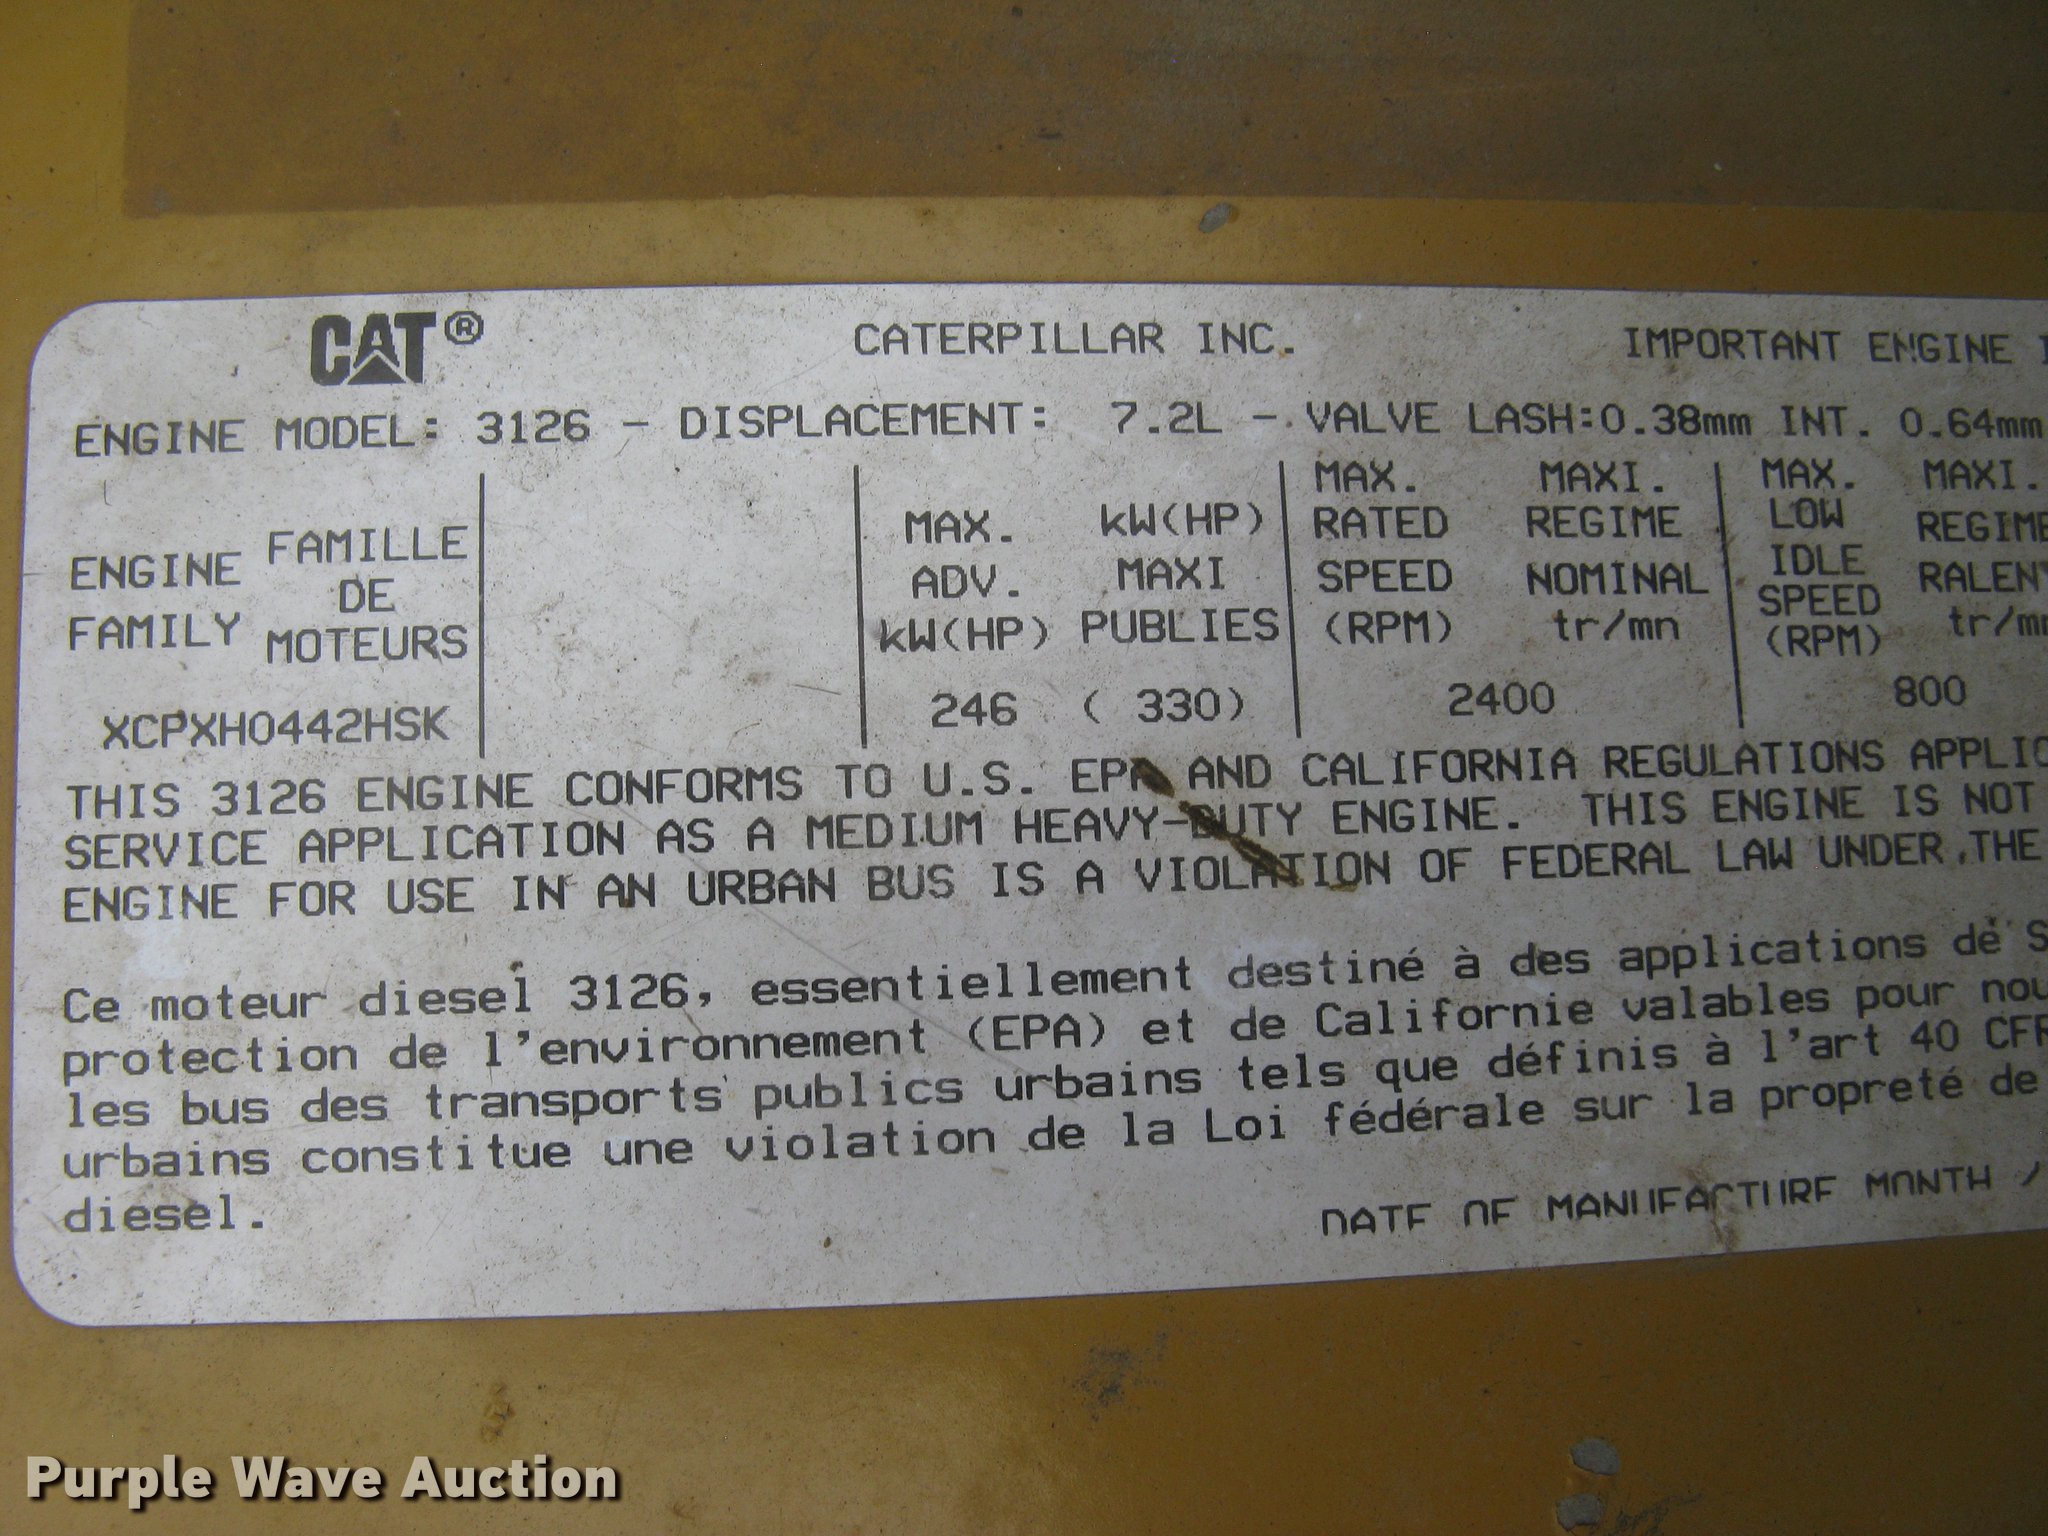 CAT® CATERPILLAR INC. IMPORTANT ENGINE
ENGINE MODEL: 3126 - DISPLACEMENT: 7.2L - VALVE LASH:0.38mm INT. 0.64mm
MAX. MAXI. MAX. MAXI.
MAX. kW(HP) RATED REGIME LOW REGIME
ENGINE FAMILLE ADV. MAXI SPEED NOMINAL IDLE RALEN
DE SPEED
FAMILY MOTEURS kW(HP) PUBLIES (RPM) tr/mn (RPM) tr/mn
XCPXH0442HSK 246 ( 330) 2400 800
THIS 3126 ENGINE CONFORMS TO U.S. EPA AND CALIFORNIA REGULATIONS APPLIC
SERVICE APPLICATION AS A MEDIUM HEAVY-DUTY ENGINE. THIS ENGINE IS NOT
ENGINE FOR USE IN AN URBAN BUS IS A VIOLATION OF FEDERAL LAW UNDER THE
Ce moteur diesel 3126, essentiellement destiné à des applications de S
protection de l'environnement (EPA) et de Californie valables pour nou
les bus des transports publics urbains tels que définis à l'art 40 CFR
urbains constitue une violation de la Loi fédérale sur la propreté de
diesel.
DATE OF MANUFACTURE MONTH /
Purple Wave Auction